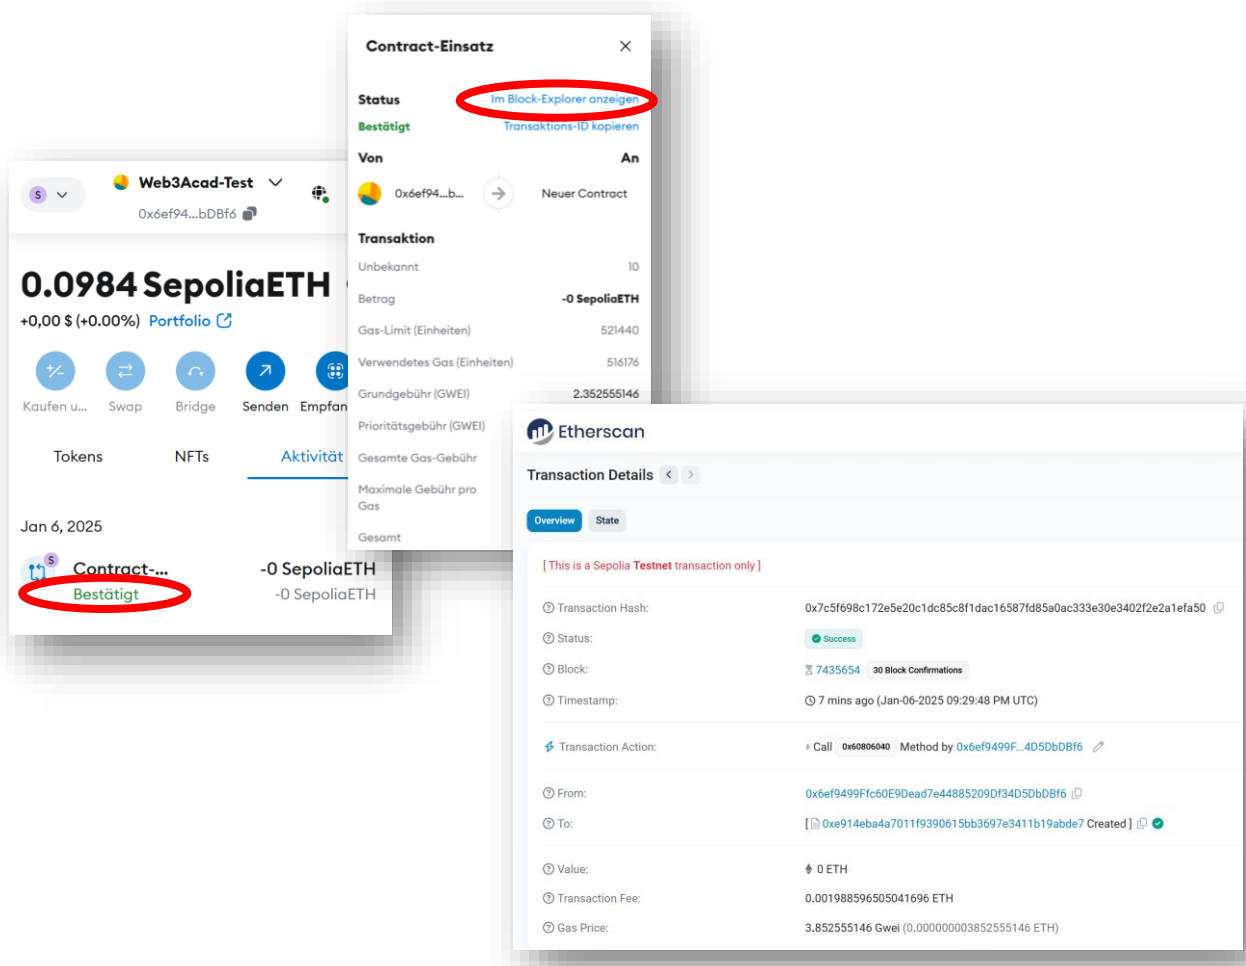 Contract-Einsatz
Status
Im Block-Explorer anzeigen
Bestätigt
Transaktions-ID kopieren
Von
An
0x6ef94...b...
Neuer Contract
Transaktion
Unbekannt
10
Betrag
-0 SepoliaETH
Gas-Limit (Einheiten)
521440
Verwendetes Gas (Einheiten)
516176
Grundgebühr (GWEI)
2.352555146
Prioritätsgebühr (GWEI)
Gesamte Gas-Gebühr
Maximale Gebühr pro
Gas
Gesamt
S
Web3Acad-Test
0x6ef94...bDBf6
0.0984 SepoliaETH
+0,00 $ (+0.00%) Portfolio
Kaufen u...
Swap
Bridge
Senden
Empfan
Tokens
NFTs
Aktivität
Jan 6, 2025
S
Contract-...
-0 SepoliaETH
Bestätigt
-0 SepoliaETH
Etherscan
Transaction Details
Overview
State
[ This is a Sepolia Testnet transaction only ]
Transaction Hash:
0x7c5f698c172e5e20c1dc85c8f1dac16587fd85a0ac333e30e3402f2e2a1efa50
Status:
Success
Block:
7435654 30 Block Confirmations
Timestamp:
7 mins ago (Jan-06-2025 09:29:48 PM UTC)
Transaction Action:
Call 0x60806040 Method by 0x6ef9499F...4D5DbDBf6
From:
0x6ef9499Ffc60E9Dead7e44885209Df34D5DbDBf6
To:
[ 0xe914eba4a7011f9390615bb3697e3411b19abde7 Created ]
Value:
0 ETH
Transaction Fee:
0.001988596505041696 ETH
Gas Price:
3.852555146 Gwei (0.000000003852555146 ETH)